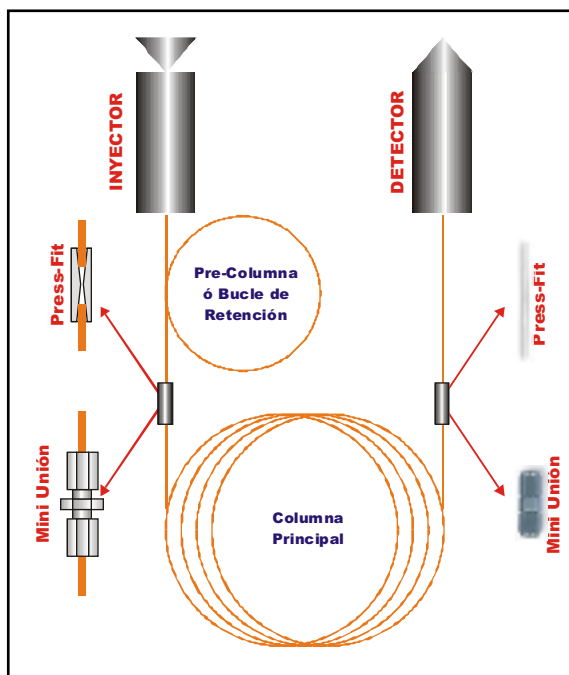 INYECTOR
DETECTOR
Press-Fit
Pre-Columna
ó Bucle de
Retención
Press-Fit
Mini Unión
Columna
Principal
Mini Unión